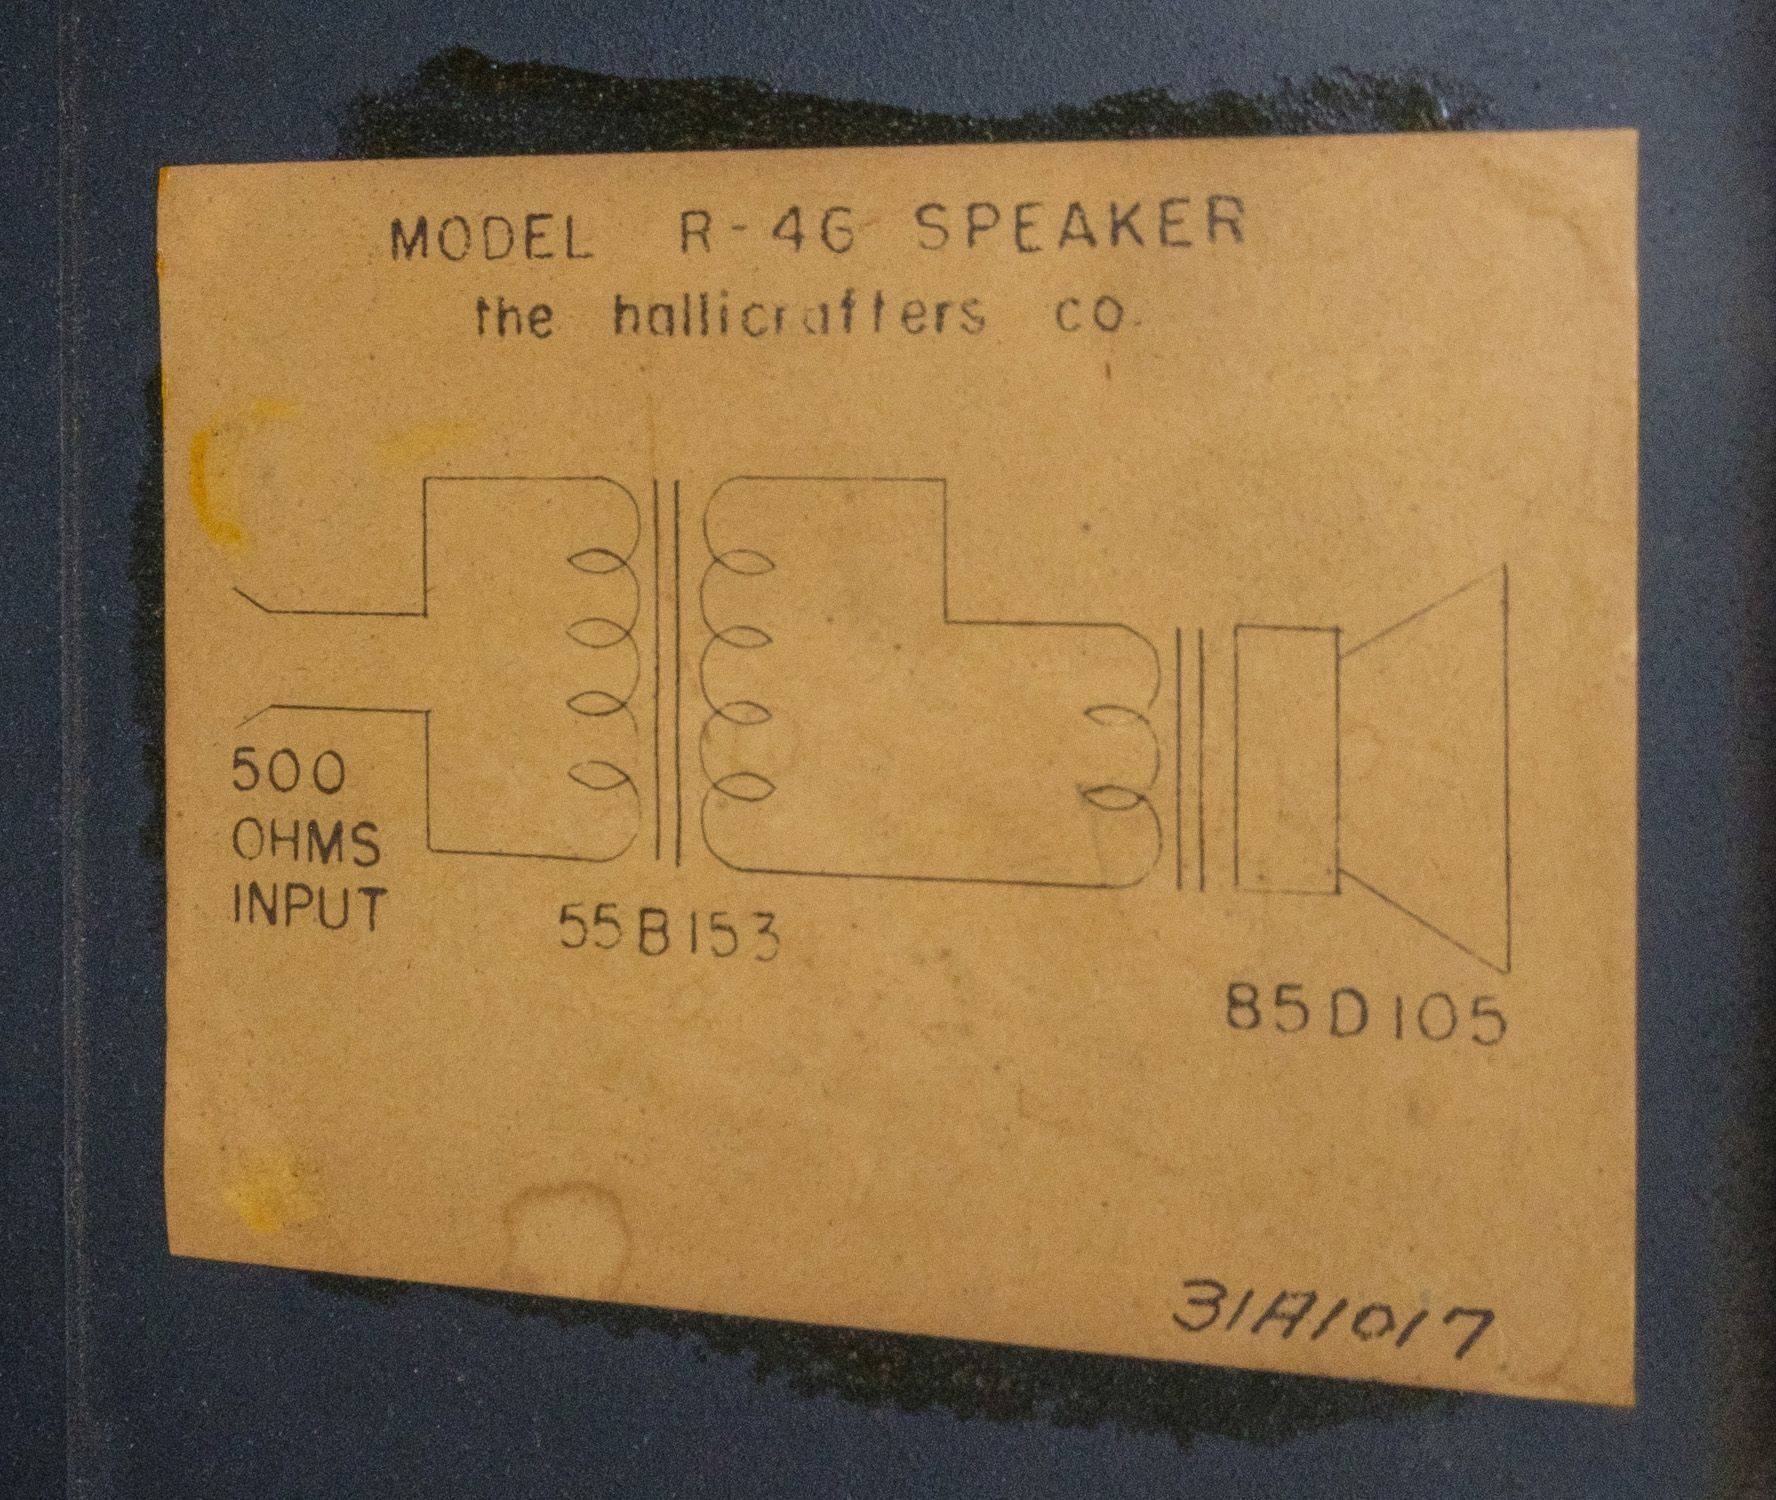 MODEL R-46 SPEAKER
the hallicrafters co.
500
OHMS
INPUT
55B153
85D105
31A1017